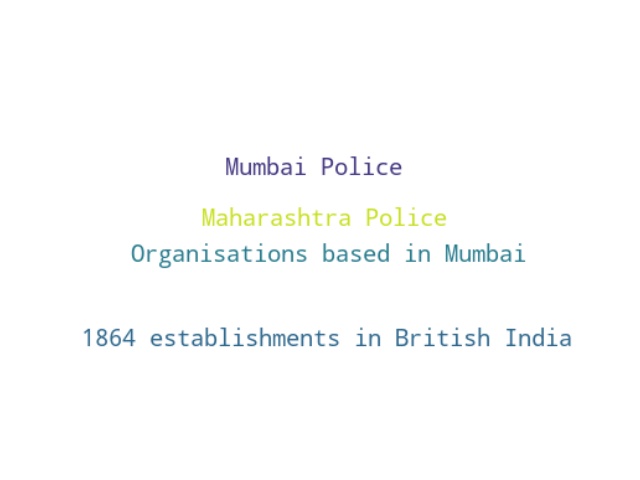 Mumbai Police
Maharashtra Police
Organisations based in Mumbai
1864 establishments in British India